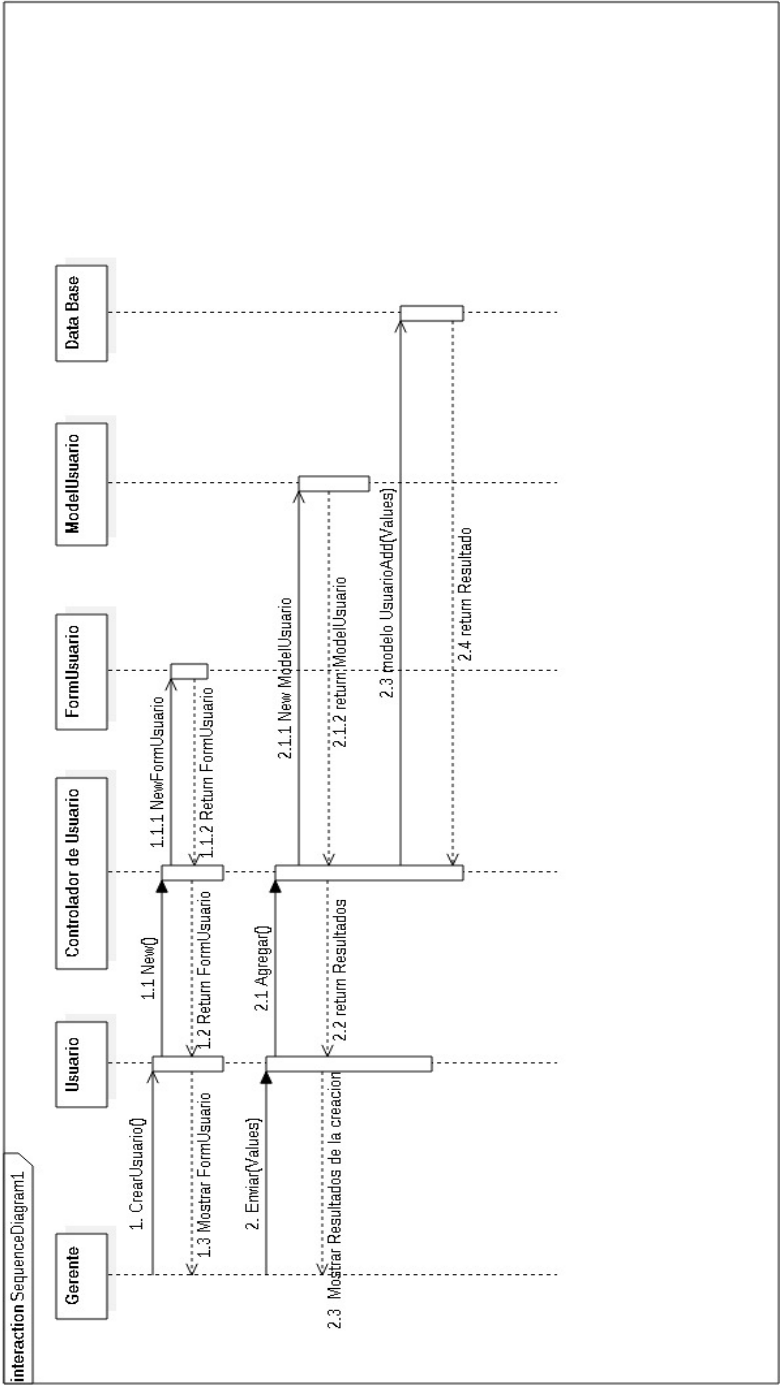 interaction SequenceDiagram1
Gerente
Usuario
Controlador de Usuario
FormUsuario
ModelUsuario
Data Base
1. CrearUsuario()
1.1 New()
1.1.1 NewFormUsuario
1.1.2 Return FormUsuario
1.2 Return FormUsuario
1.3 Mostrar FormUsuario
2. Enviar(Values)
2.1 Agregar()
2.1.1 New ModelUsuario
2.1.2 return ModelUsuario
2.2 return Resultados
2.3 Mostrar Resultados de la creacion
2.3 modelo UsuarioAdd(Values)
2.4 return Resultado